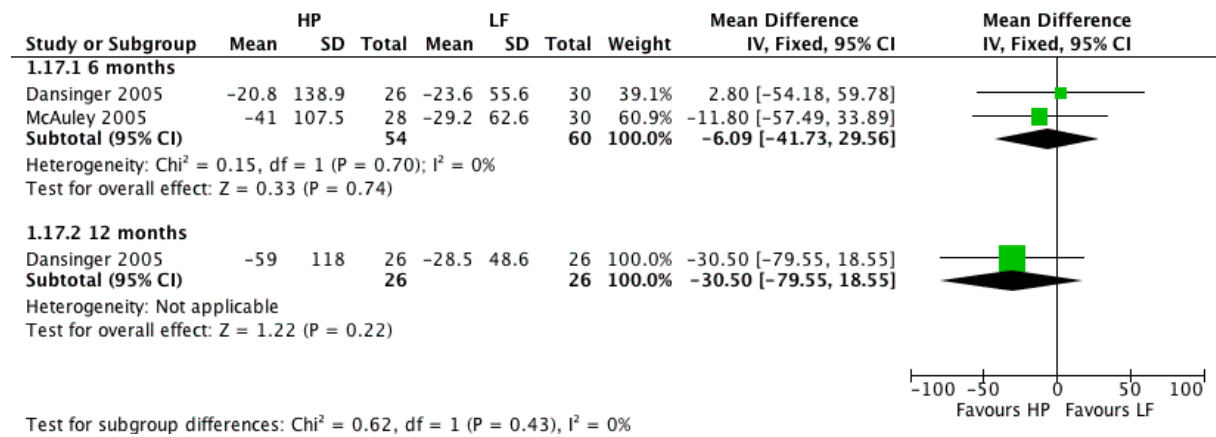 HP LF Mean Difference Mean Difference
Study or Subgroup Mean SD Total Mean SD Total Weight IV, Fixed, 95% CI IV, Fixed, 95% CI
1.17.1 6 months
Dansinger 2005 −20.8 138.9 26 −23.6 55.6 30 39.1% 2.80 [−54.18, 59.78]
McAuley 2005 −41 107.5 28 −29.2 62.6 30 60.9% −11.80 [−57.49, 33.89]
Subtotal (95% CI) 54 60 100.0% −6.09 [−41.73, 29.56]
Heterogeneity: Chi² = 0.15, df = 1 (P = 0.70); I² = 0%
Test for overall effect: Z = 0.33 (P = 0.74)
1.17.2 12 months
Dansinger 2005 −59 118 26 −28.5 48.6 26 100.0% −30.50 [−79.55, 18.55]
Subtotal (95% CI) 26 26 100.0% −30.50 [−79.55, 18.55]
Heterogeneity: Not applicable
Test for overall effect: Z = 1.22 (P = 0.22)
−100 −50 0 50 100
Favours HP Favours LF
Test for subgroup differences: Chi² = 0.62, df = 1 (P = 0.43), I² = 0%